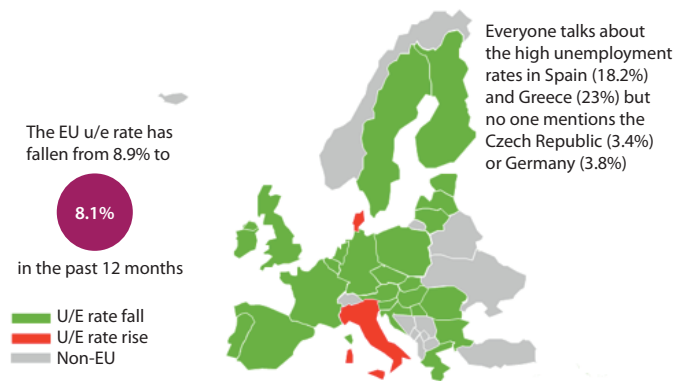 Everyone talks about
the high unemployment
rates in Spain (18.2%)
and Greece (23%) but
no one mentions the
Czech Republic (3.4%)
or Germany (3.8%)
The EU u/e rate has
fallen from 8.9% to
8.1%
in the past 12 months
U/E rate fall
U/E rate rise
Non-EU